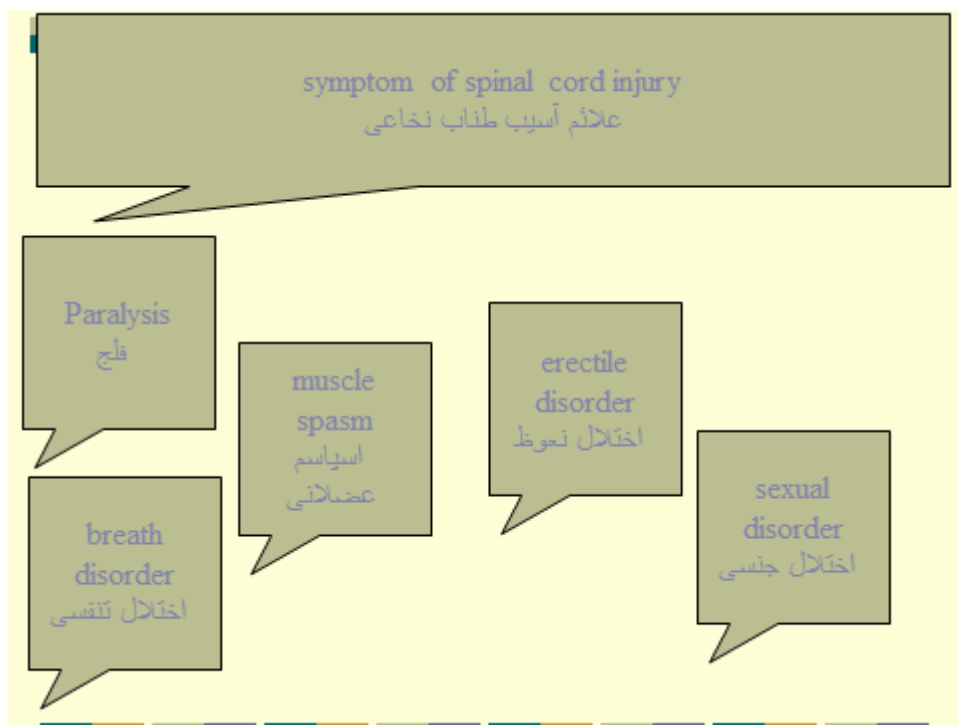 symptom of spinal cord injury
علائم آسیب طناب نخاعی
Paralysis
فلج
muscle
spasm
اسپاسم
عضلانی
erectile
disorder
اختلال نعوظ
sexual
disorder
اختلال جنسی
breath
disorder
اختلال تنفسی